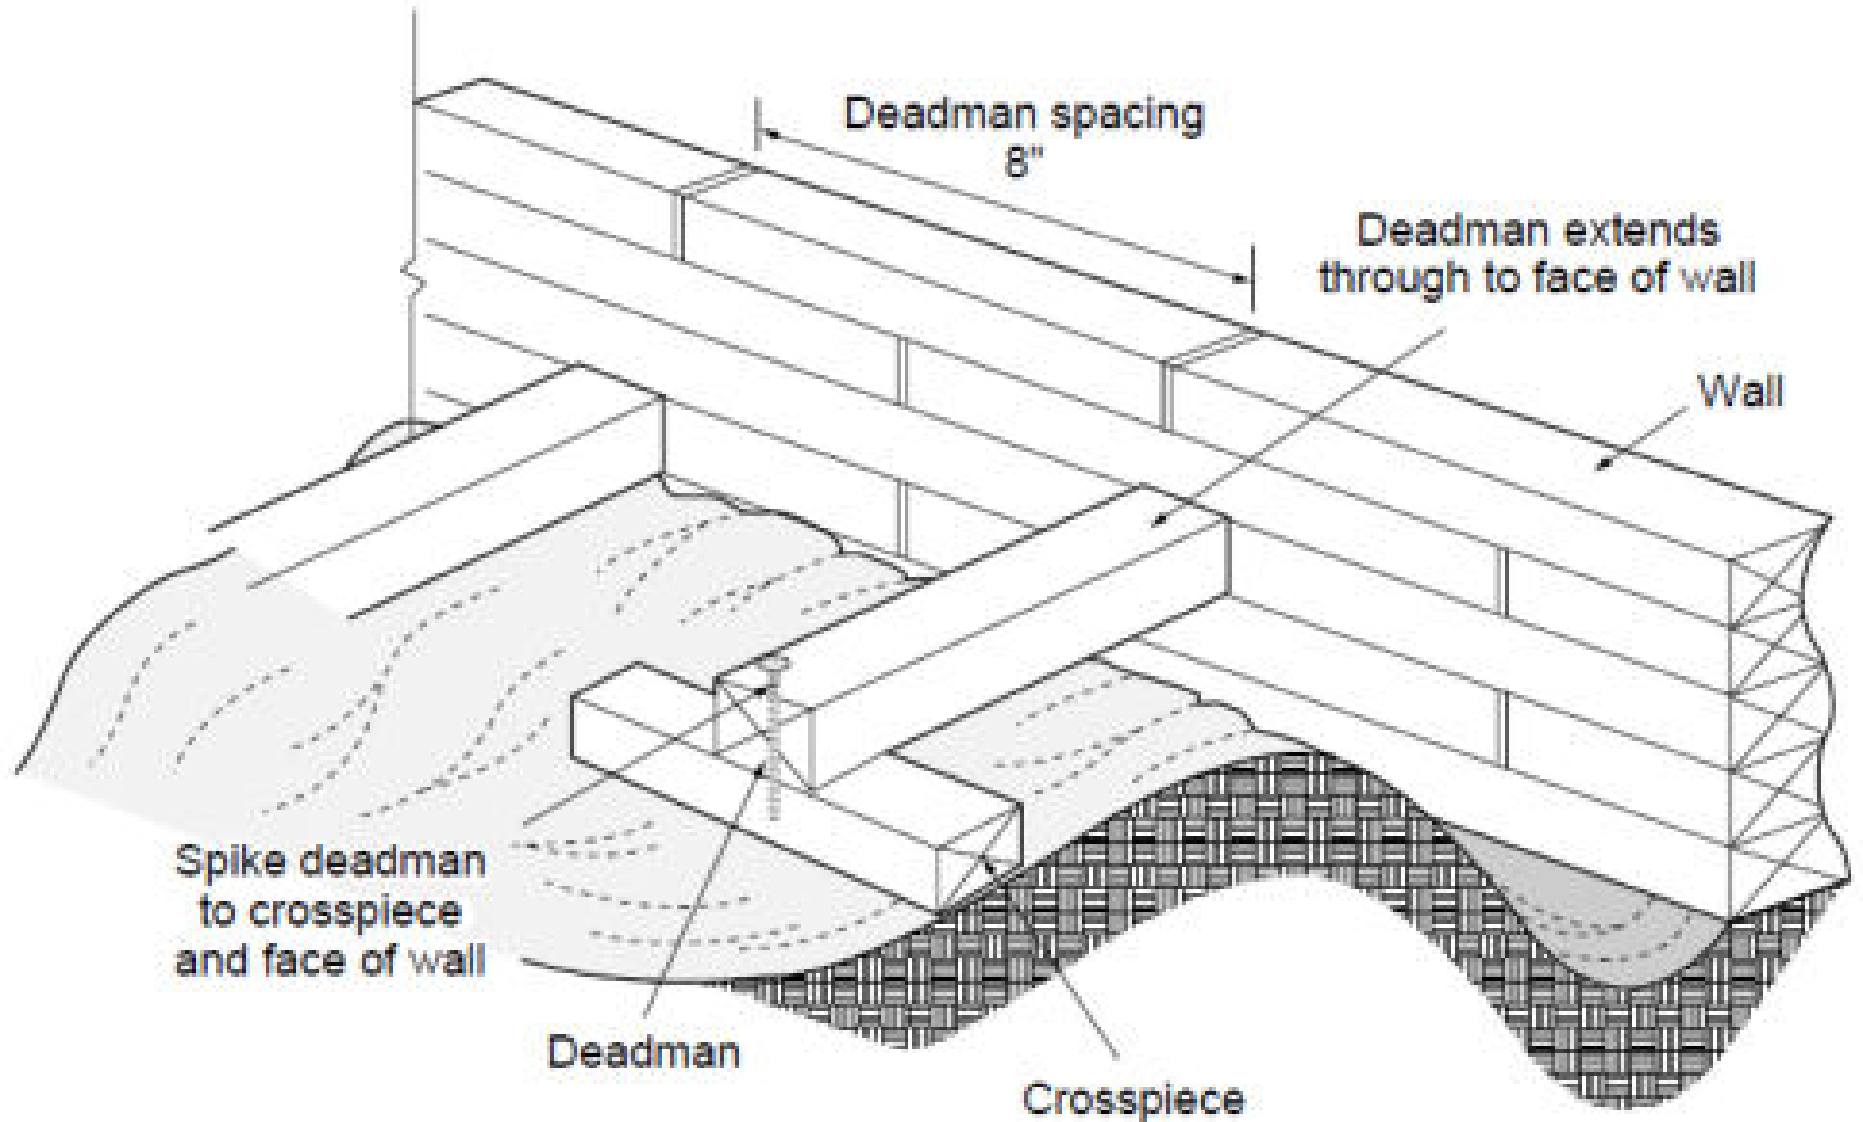 Deadman spacing
8"
Deadman extends
through to face of wall
Wall
Spike deadman
to crosspiece
and face of wall
Deadman
Crosspiece